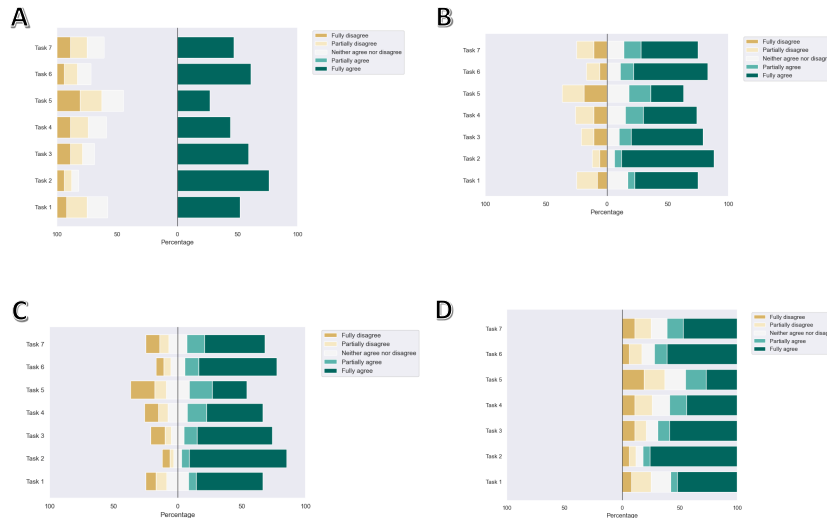 A
Task 7
Task 6
Task 5
Task 4
Task 3
Task 2
Task 1
100
50
0
50
100
Percentage
Fully disagree
Partially disagree
Neither agree nor disagree
Partially agree
Fully agree
B
Task 7
Task 6
Task 5
Task 4
Task 3
Task 2
Task 1
100
50
0
50
100
Percentage
Fully disagree
Partially disagree
Neither agree nor disag
Partially agree
Fully agree
C
Task 7
Task 6
Task 5
Task 4
Task 3
Task 2
Task 1
100
50
0
50
100
Percentage
Fully disagree
Partially disagree
Neither agree nor disagree
Partially agree
Fully agree
D
Task 7
Task 6
Task 5
Task 4
Task 3
Task 2
Task 1
100
50
0
50
100
Percentage
Fully disagree
Partially disagree
Neither agree nor disag
Partially agree
Fully agree